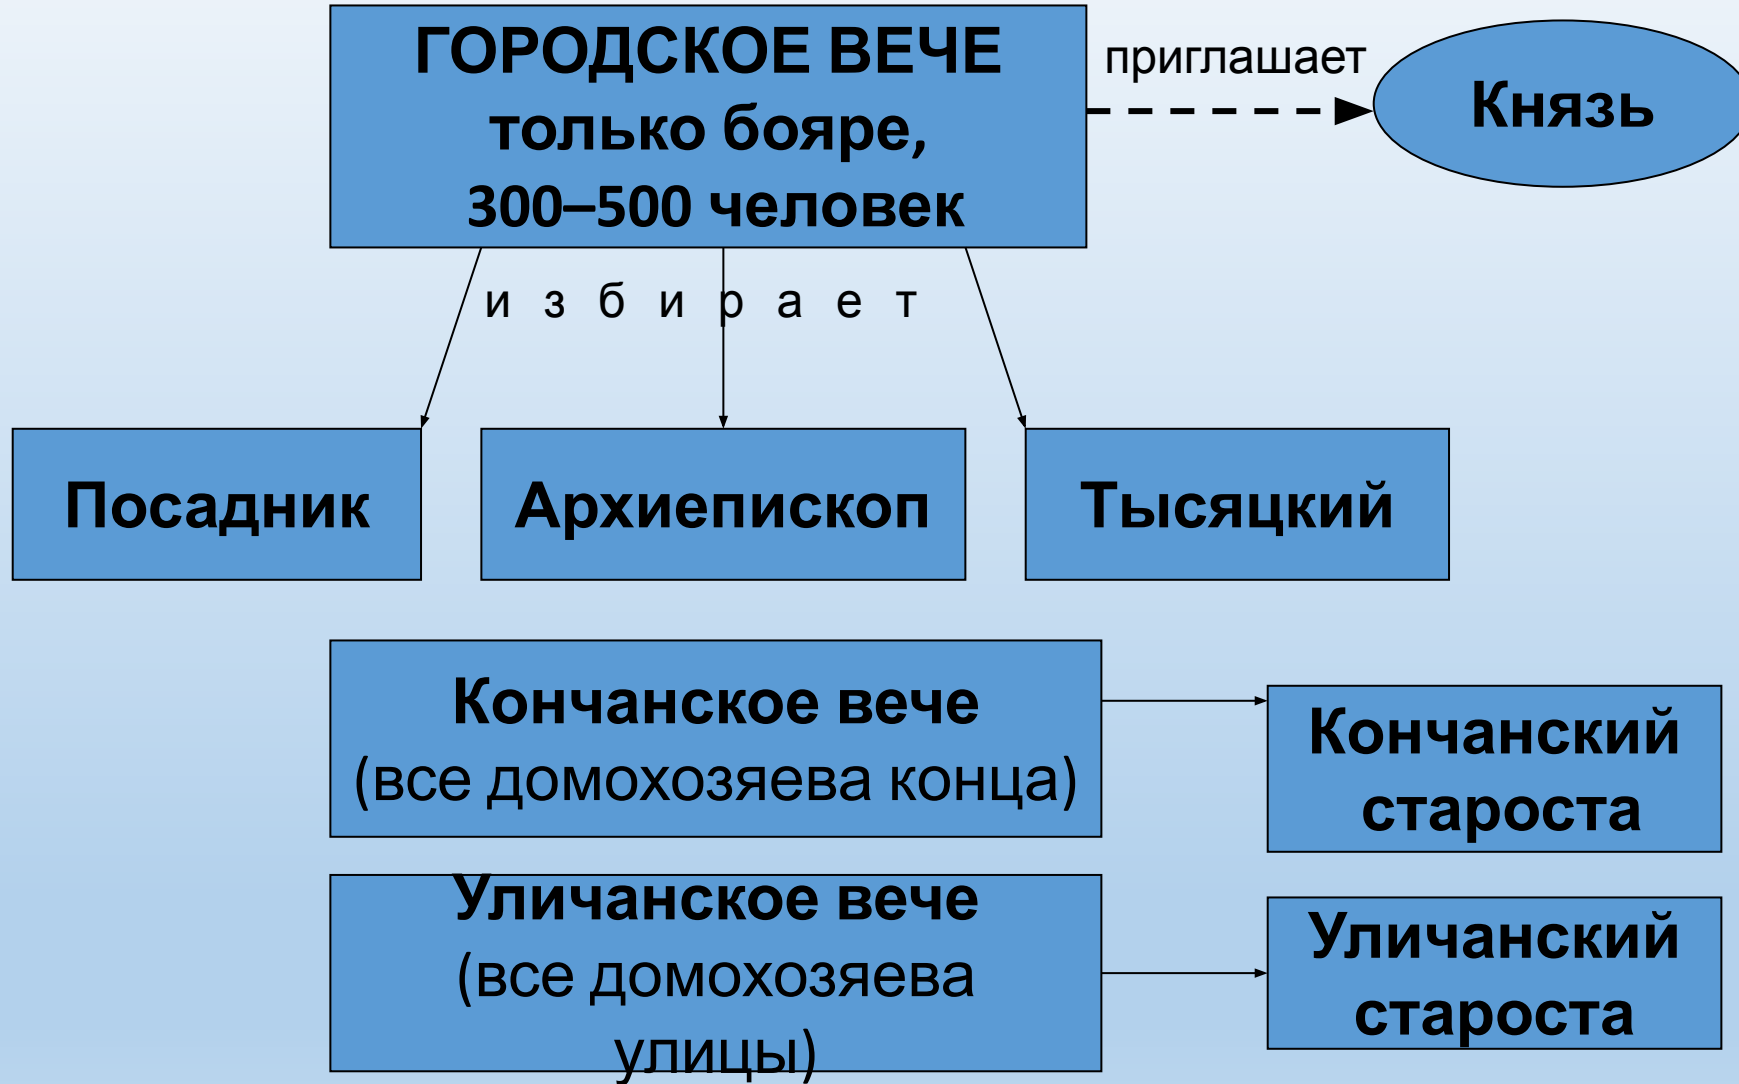 ГОРОДСКОЕ ВЕЧЕ
только бояре,
300–500 человек
приглашает
Князь
избирает
Посадник
Архиепископ
Тысяцкий
Кончанское вече
(все домохозяева конца)
Кончанский
староста
Уличанское вече
(все домохозяева
улицы)
Уличанский
староста